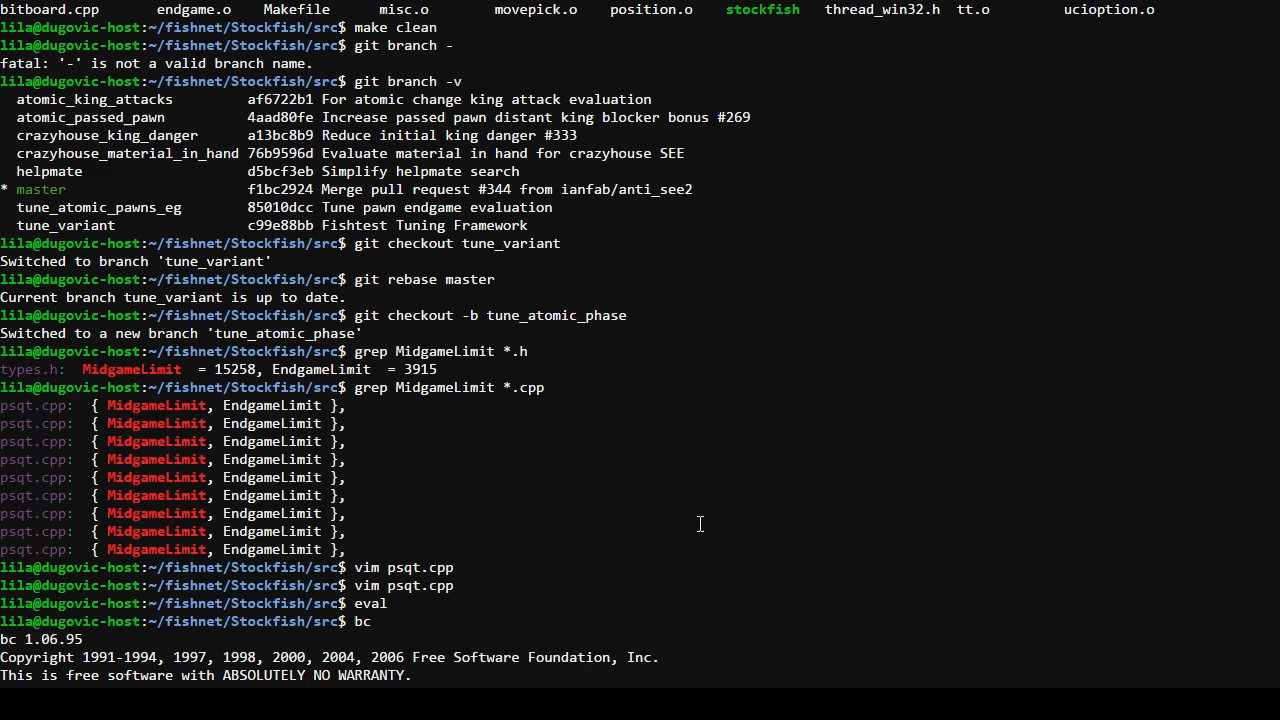 bitboard.cpp endgame.o Makefile misc.o movepick.o position.o stockfish thread_win32.h tt.o ucioption.o
lila@dugovic-host:~/fishnet/Stockfish/src$ make clean
lila@dugovic-host:~/fishnet/Stockfish/src$ git branch -
fatal: '-' is not a valid branch name.
lila@dugovic-host:~/fishnet/Stockfish/src$ git branch -v
atomic_king_attacks af6722b1 For atomic change king attack evaluation
atomic_passed_pawn 4aad80fe Increase passed pawn distant king blocker bonus #269
crazyhouse_king_danger a13bc8b9 Reduce initial king danger #333
crazyhouse_material_in_hand 76b9596d Evaluate material in hand for crazyhouse SEE
helpmate d5bcf3eb Simplify helpmate search
* master f1bc2924 Merge pull request #344 from ianfab/anti_see2
tune_atomic_pawns_eg 85010dcc Tune pawn endgame evaluation
tune_variant c99e88bb Fishtest Tuning Framework
lila@dugovic-host:~/fishnet/Stockfish/src$ git checkout tune_variant
Switched to branch 'tune_variant'
lila@dugovic-host:~/fishnet/Stockfish/src$ git rebase master
Current branch tune_variant is up to date.
lila@dugovic-host:~/fishnet/Stockfish/src$ git checkout -b tune_atomic_phase
Switched to a new branch 'tune_atomic_phase'
lila@dugovic-host:~/fishnet/Stockfish/src$ grep MidgameLimit *.h
types.h: MidgameLimit = 15258, EndgameLimit = 3915
lila@dugovic-host:~/fishnet/Stockfish/src$ grep MidgameLimit *.cpp
psqt.cpp: { MidgameLimit, EndgameLimit },
psqt.cpp: { MidgameLimit, EndgameLimit },
psqt.cpp: { MidgameLimit, EndgameLimit },
psqt.cpp: { MidgameLimit, EndgameLimit },
psqt.cpp: { MidgameLimit, EndgameLimit },
psqt.cpp: { MidgameLimit, EndgameLimit },
psqt.cpp: { MidgameLimit, EndgameLimit },
psqt.cpp: { MidgameLimit, EndgameLimit },
psqt.cpp: { MidgameLimit, EndgameLimit },
lila@dugovic-host:~/fishnet/Stockfish/src$ vim psqt.cpp
lila@dugovic-host:~/fishnet/Stockfish/src$ vim psqt.cpp
lila@dugovic-host:~/fishnet/Stockfish/src$ eval
lila@dugovic-host:~/fishnet/Stockfish/src$ bc
bc 1.06.95
Copyright 1991-1994, 1997, 1998, 2000, 2004, 2006 Free Software Foundation, Inc.
This is free software with ABSOLUTELY NO WARRANTY.